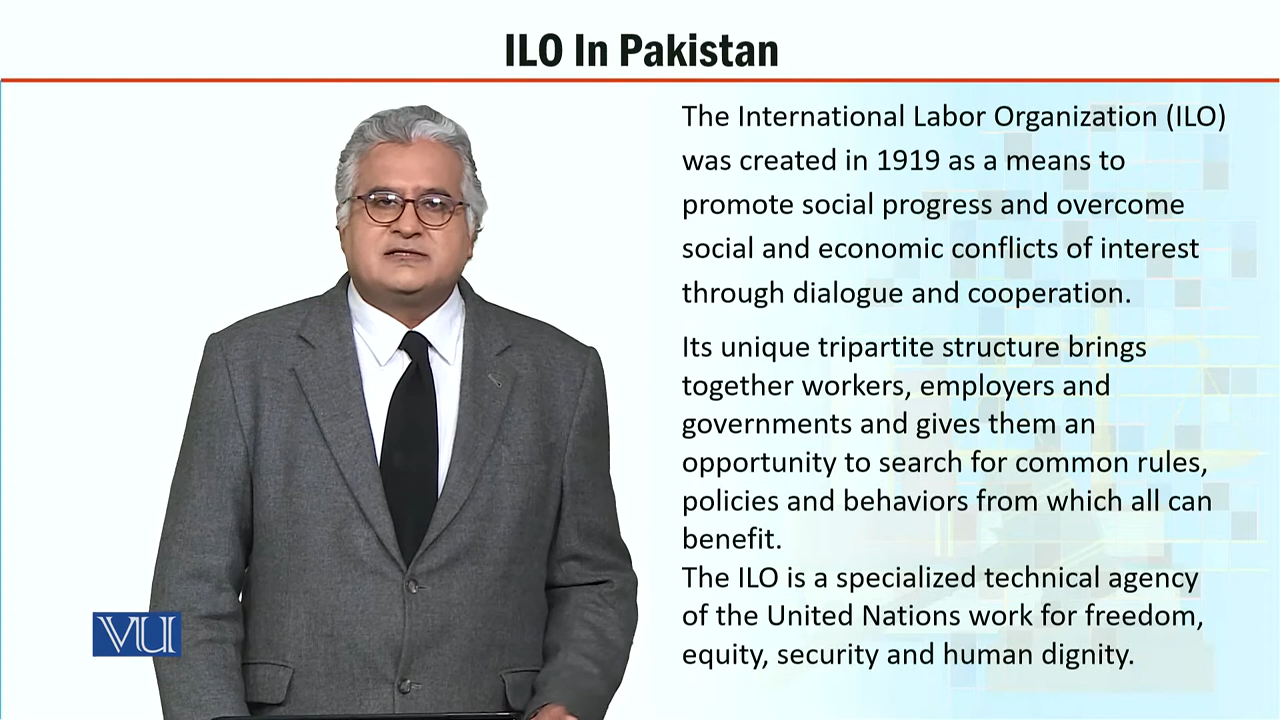 ILO In Pakistan
The International Labor Organization (ILO)
was created in 1919 as a means to
promote social progress and overcome
social and economic conflicts of interest
through dialogue and cooperation.
Its unique tripartite structure brings
together workers, employers and
governments and gives them an
opportunity to search for common rules,
policies and behaviors from which all can
benefit.
The ILO is a specialized technical agency
of the United Nations work for freedom,
equity, security and human dignity.
VU